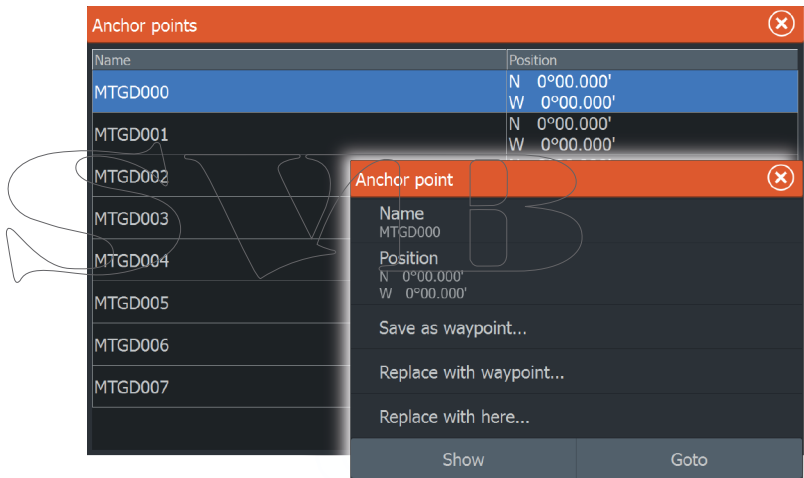 Anchor points
Name Position
MTGD000 N 0°00.000'
W 0°00.000'
MTGD001 N 0°00.000'
W 0°00.000'
MTGD002
MTGD003
MTGD004
MTGD005
MTGD006
MTGD007
Anchor point
Name
MTGD000
Position
N 0°00.000'
W 0°00.000'
Save as waypoint...
Replace with waypoint...
Replace with here...
Show Goto
SVB